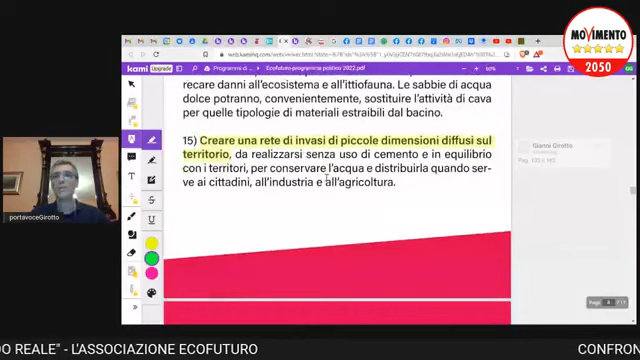 MOVIMENTO
2050
kami
Upgrade
Programmi di
Ecofuturo-programma politico 2022.pdf
recare danni all'ecosistema e all'ittiofauna. Le sabbie di acqua
dolce potranno, convenientemente, sostituire l'attività di cava
per quelle tipologie di materiali estraibili dal bacino.
15) Creare una rete di invasi di piccole dimensioni diffusi sul
territorio, da realizzarsi senza uso di cemento e in equilibrio
con i territori, per conservare l'acqua e distribuirla quando ser-
ve ai cittadini, all'industria e all'agricoltura.
Gianni Girotto
portavoceGirotto
DO REALE" - L'ASSOCIAZIONE ECOFUTURO
CONFRON